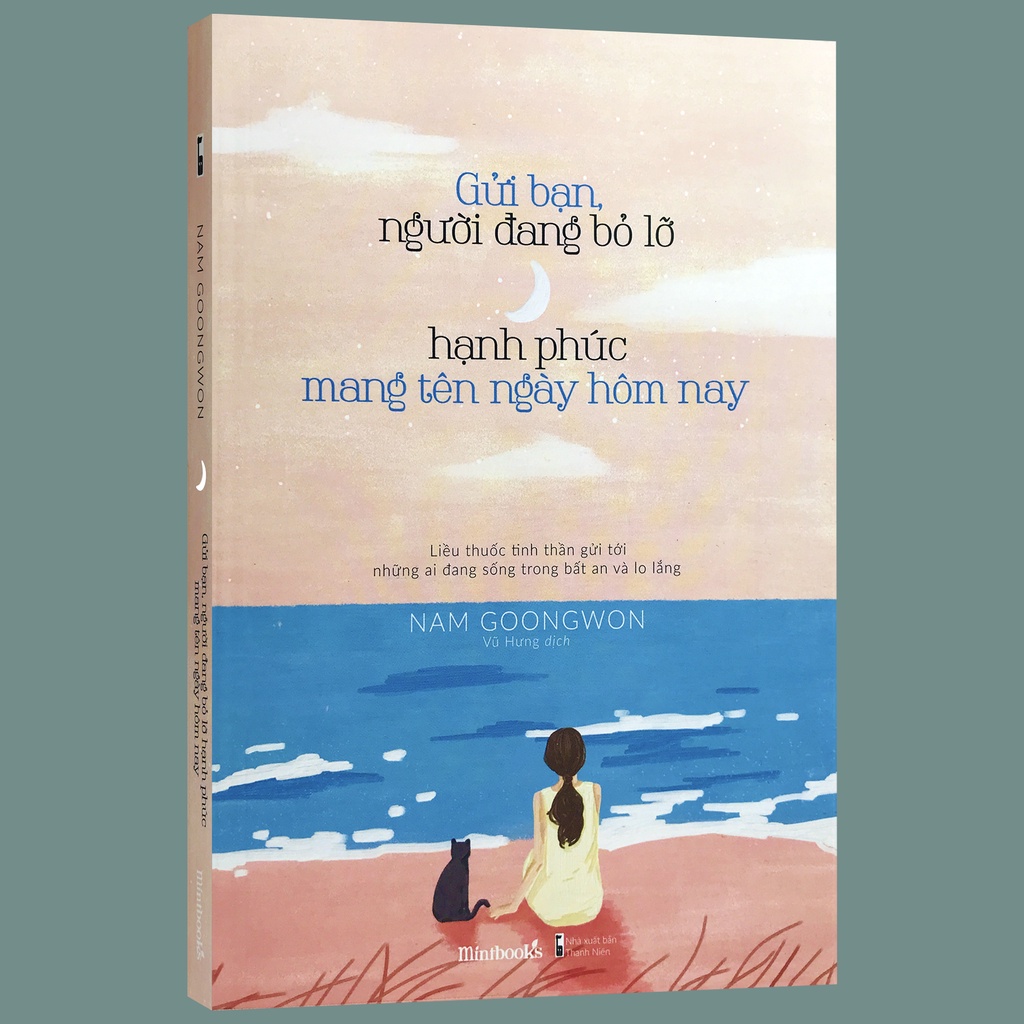 Gửi bạn,
người đang bỏ lỡ
hạnh phúc
mang tên ngày hôm nay
Liều thuốc tinh thần gửi tới
những ai đang sống trong bất an và lo lắng
NAM GOONGWON
Vũ Hưng dịch
mintbooks
Nhà xuất bản
Thanh Niên
NAM GOONGWON
Gửi bạn, người đang bỏ lỡ hạnh phúc
mang tên ngày hôm nay
mintbooks